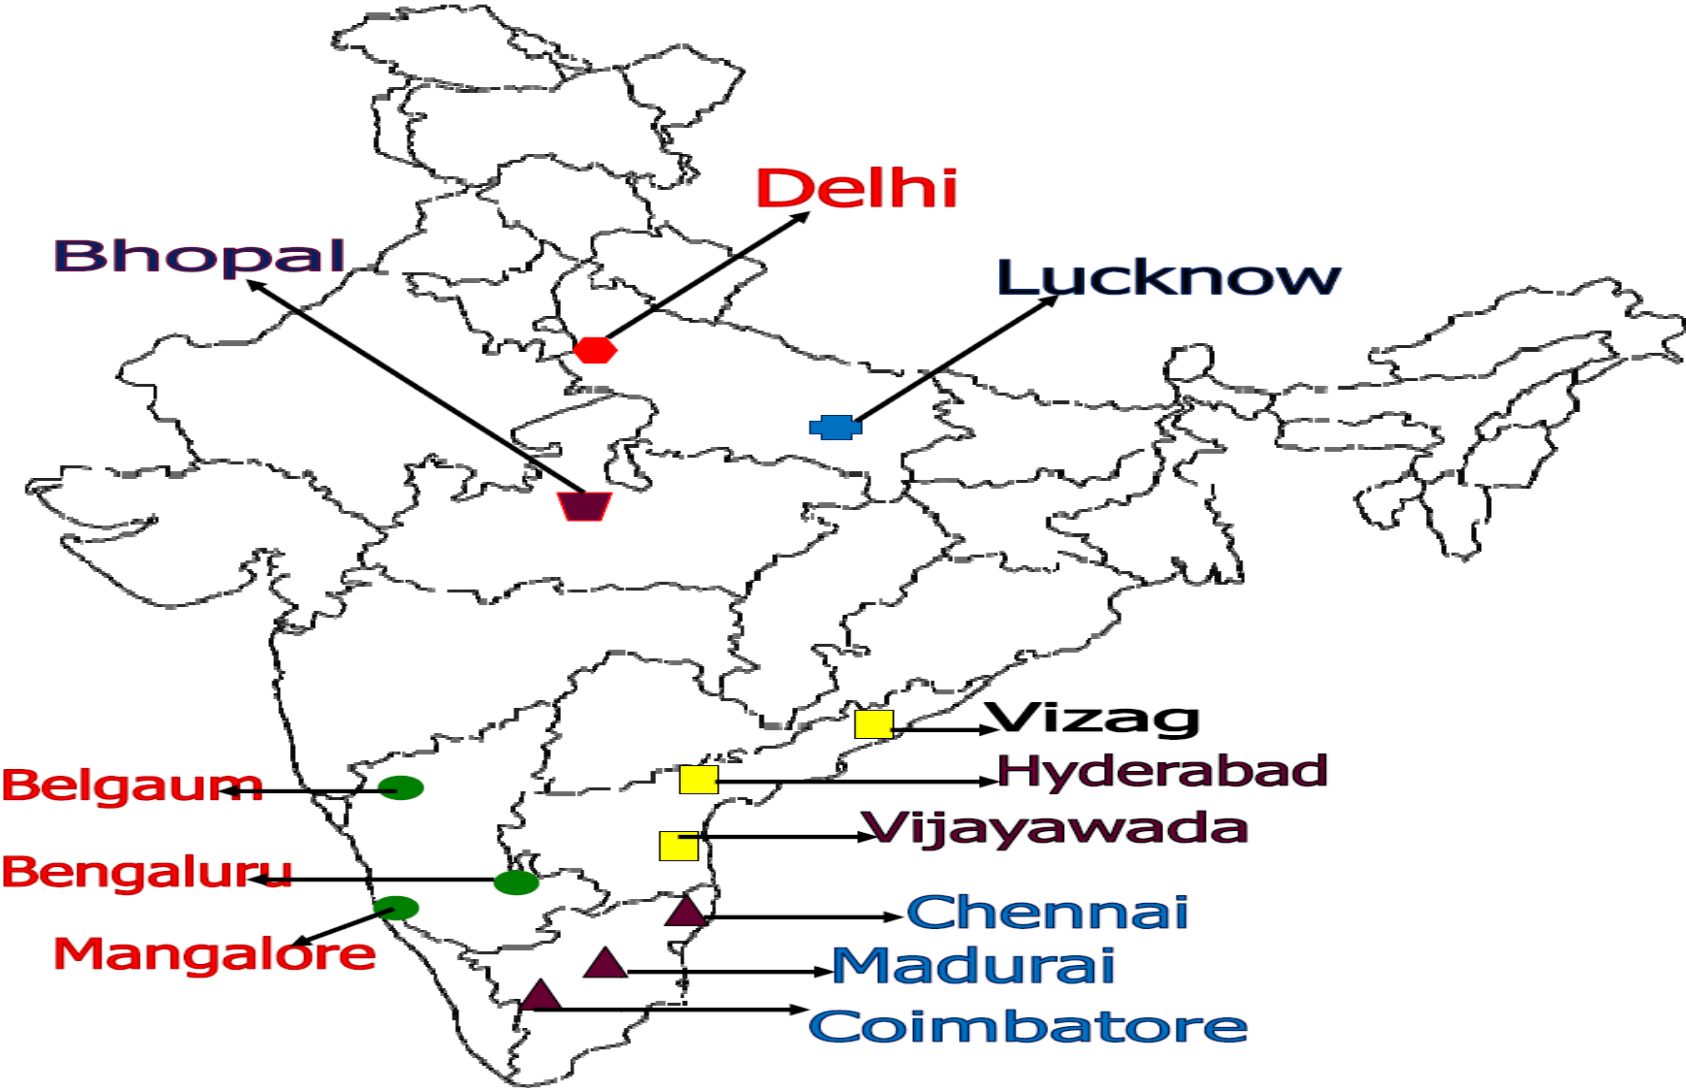 Delhi
Bhopal
Lucknow
Vizag
Hyderabad
Belgaum
Vijayawada
Bengaluru
Chennai
Mangalore
Madurai
Coimbatore